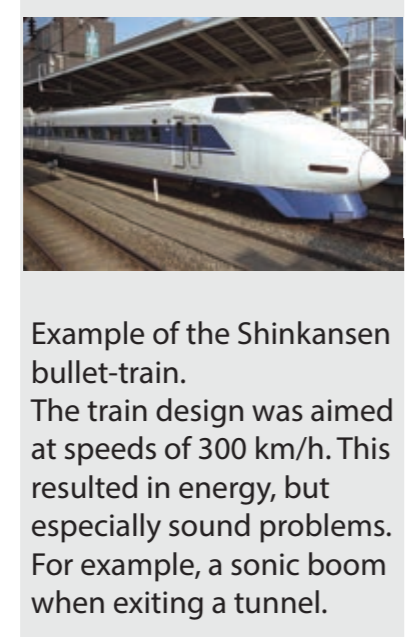 Example of the Shinkansen
bullet-train.
The train design was aimed
at speeds of 300 km/h. This
resulted in energy, but
especially sound problems.
For example, a sonic boom
when exiting a tunnel.